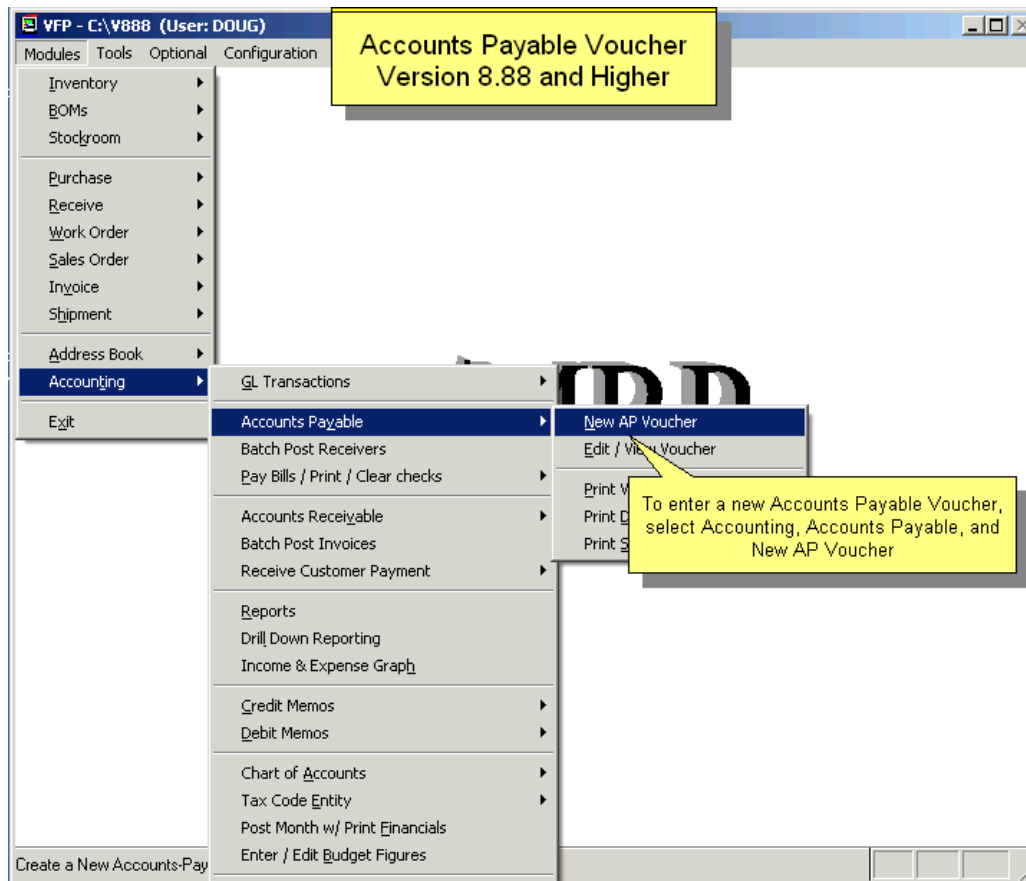 VFP - C:\V888 (User: DOUG)
Accounts Payable Voucher
Version 8.88 and Higher
Modules Tools Optional Configuration
Inventory
BOMs
Stockroom
Purchase
Receive
Work Order
Sales Order
Invoice
Shipment
Address Book
Accounting
Exit
GL Transactions
Accounts Payable
Batch Post Receivers
Pay Bills / Print / Clear checks
Accounts Receivable
Batch Post Invoices
Receive Customer Payment
Reports
Drill Down Reporting
Income & Expense Graph
Credit Memos
Debit Memos
Chart of Accounts
Tax Code Entity
Post Month w/ Print Financials
Enter / Edit Budget Figures
New AP Voucher
Edit / View Voucher
Print
Print
Print
To enter a new Accounts Payable Voucher,
select Accounting, Accounts Payable, and
New AP Voucher
Create a New Accounts-Pay